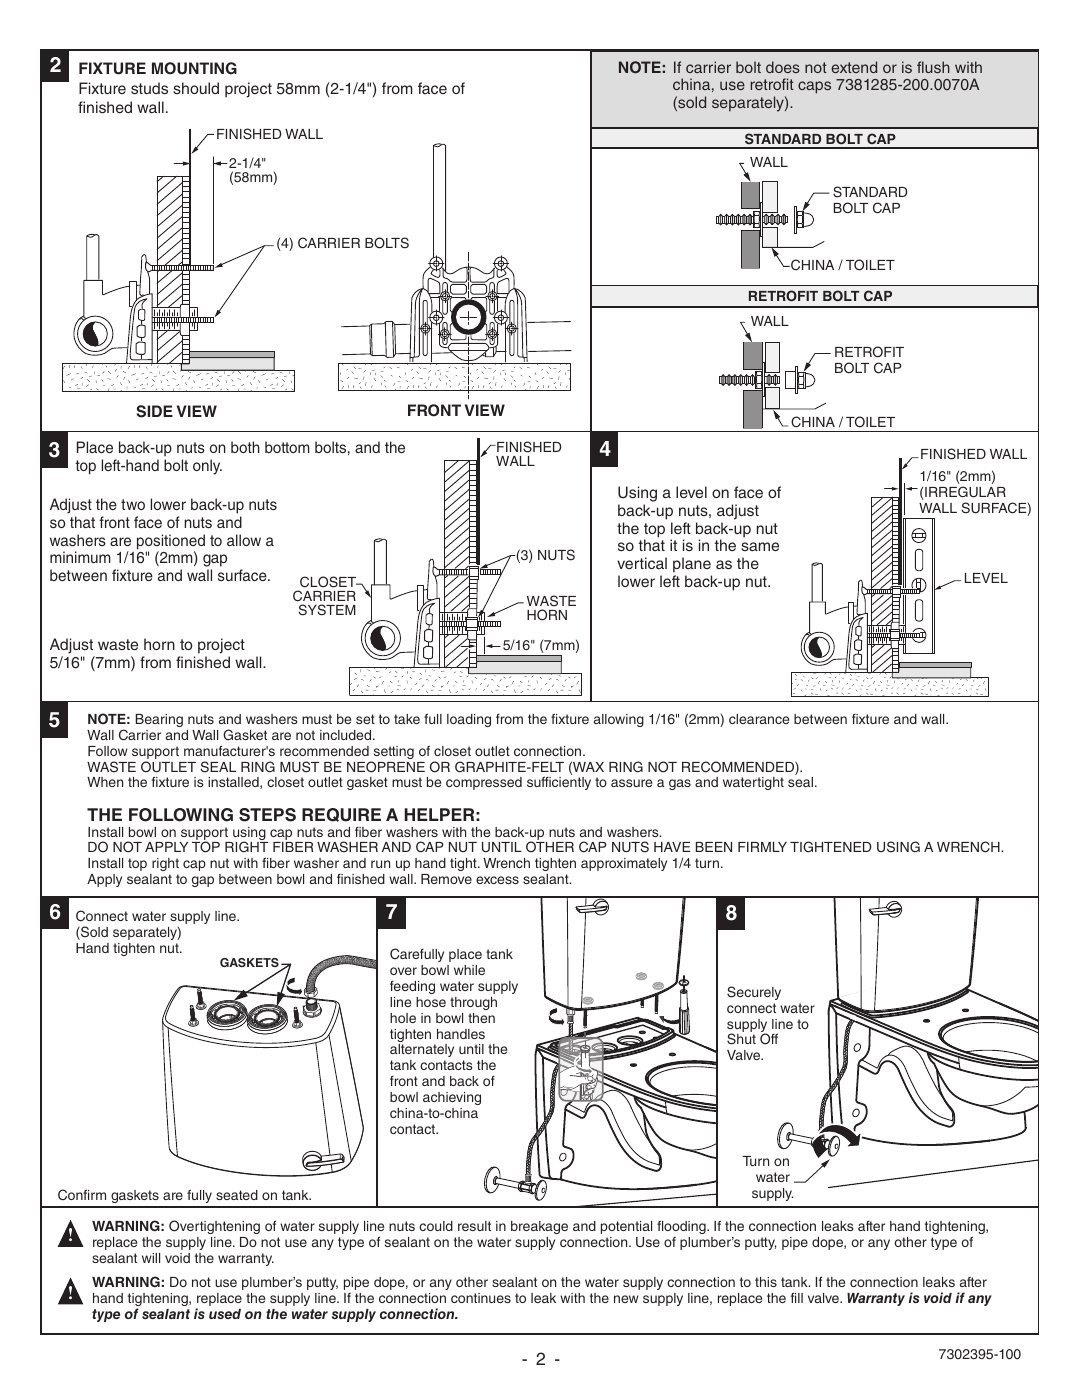 2
FIXTURE MOUNTING
Fixture studs should project 58mm (2-1/4") from face of
finished wall.
FINISHED WALL
2-1/4"
(58mm)
(4) CARRIER BOLTS
SIDE VIEW
FRONT VIEW
NOTE: If carrier bolt does not extend or is flush with
china, use retrofit caps 7381285-200.0070A
(sold separately).
STANDARD BOLT CAP
WALL
STANDARD
BOLT CAP
CHINA / TOILET
RETROFIT BOLT CAP
WALL
RETROFIT
BOLT CAP
CHINA / TOILET
3
Place back-up nuts on both bottom bolts, and the
top left-hand bolt only.
Adjust the two lower back-up nuts
so that front face of nuts and
washers are positioned to allow a
minimum 1/16" (2mm) gap
between fixture and wall surface.
Adjust waste horn to project
5/16" (7mm) from finished wall.
FINISHED
WALL
(3) NUTS
CLOSET
CARRIER
SYSTEM
WASTE
HORN
5/16" (7mm)
4
Using a level on face of
back-up nuts, adjust
the top left back-up nut
so that it is in the same
vertical plane as the
lower left back-up nut.
FINISHED WALL
1/16" (2mm)
(IRREGULAR
WALL SURFACE)
LEVEL
5
NOTE: Bearing nuts and washers must be set to take full loading from the fixture allowing 1/16" (2mm) clearance between fixture and wall.
Wall Carrier and Wall Gasket are not included.
Follow support manufacturer's recommended setting of closet outlet connection.
WASTE OUTLET SEAL RING MUST BE NEOPRENE OR GRAPHITE-FELT (WAX RING NOT RECOMMENDED).
When the fixture is installed, closet outlet gasket must be compressed sufficiently to assure a gas and watertight seal.
THE FOLLOWING STEPS REQUIRE A HELPER:
Install bowl on support using cap nuts and fiber washers with the back-up nuts and washers.
DO NOT APPLY TOP RIGHT FIBER WASHER AND CAP NUT UNTIL OTHER CAP NUTS HAVE BEEN FIRMLY TIGHTENED USING A WRENCH.
Install top right cap nut with fiber washer and run up hand tight. Wrench tighten approximately 1/4 turn.
Apply sealant to gap between bowl and finished wall. Remove excess sealant.
6
Connect water supply line.
(Sold separately)
Hand tighten nut.
GASKETS
Confirm gaskets are fully seated on tank.
7
Carefully place tank
over bowl while
feeding water supply
line hose through
hole in bowl then
tighten handles
alternately until the
tank contacts the
front and back of
bowl achieving
china-to-china
contact.
8
Securely
connect water
supply line to
Shut Off
Valve.
Turn on
water
supply.
! WARNING: Overtightening of water supply line nuts could result in breakage and potential flooding. If the connection leaks after hand tightening,
replace the supply line. Do not use any type of sealant on the water supply connection. Use of plumber's putty, pipe dope, or any other type of
sealant will void the warranty.
! WARNING: Do not use plumber's putty, pipe dope, or any other sealant on the water supply connection to this tank. If the connection leaks after
hand tightening, replace the supply line. If the connection continues to leak with the new supply line, replace the fill valve. Warranty is void if any
type of sealant is used on the water supply connection.
- 2 -
7302395-100